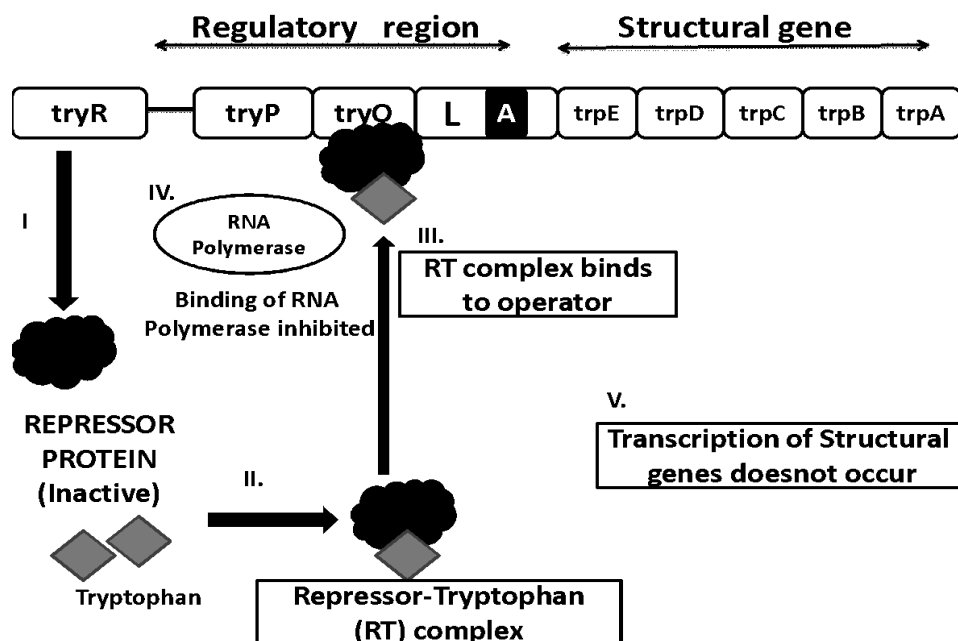 Regulatory region
Structural gene
tryR
tryP
tryO
L
A
trpE
trpD
trpC
trpB
trpA
I
IV.
RNA
Polymerase
III.
RT complex binds
to operator
Binding of RNA
Polymerase inhibited
REPRESSOR
PROTEIN
(Inactive)
II.
V.
Transcription of Structural
genes doesnot occur
Tryptophan
Repressor-Tryptophan
(RT) complex